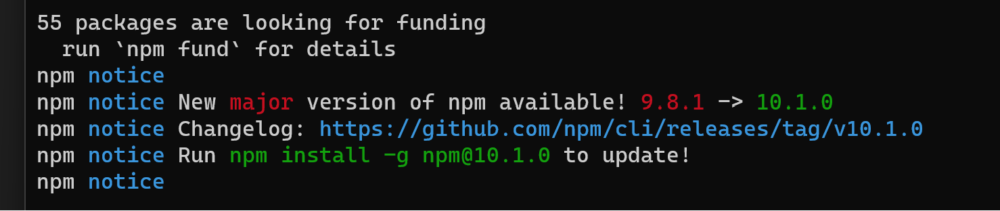 55 packages are looking for funding
  run `npm fund` for details
npm notice
npm notice New major version of npm available! 9.8.1 -> 10.1.0
npm notice Changelog: https://github.com/npm/cli/releases/tag/v10.1.0
npm notice Run npm install -g npm@10.1.0 to update!
npm notice